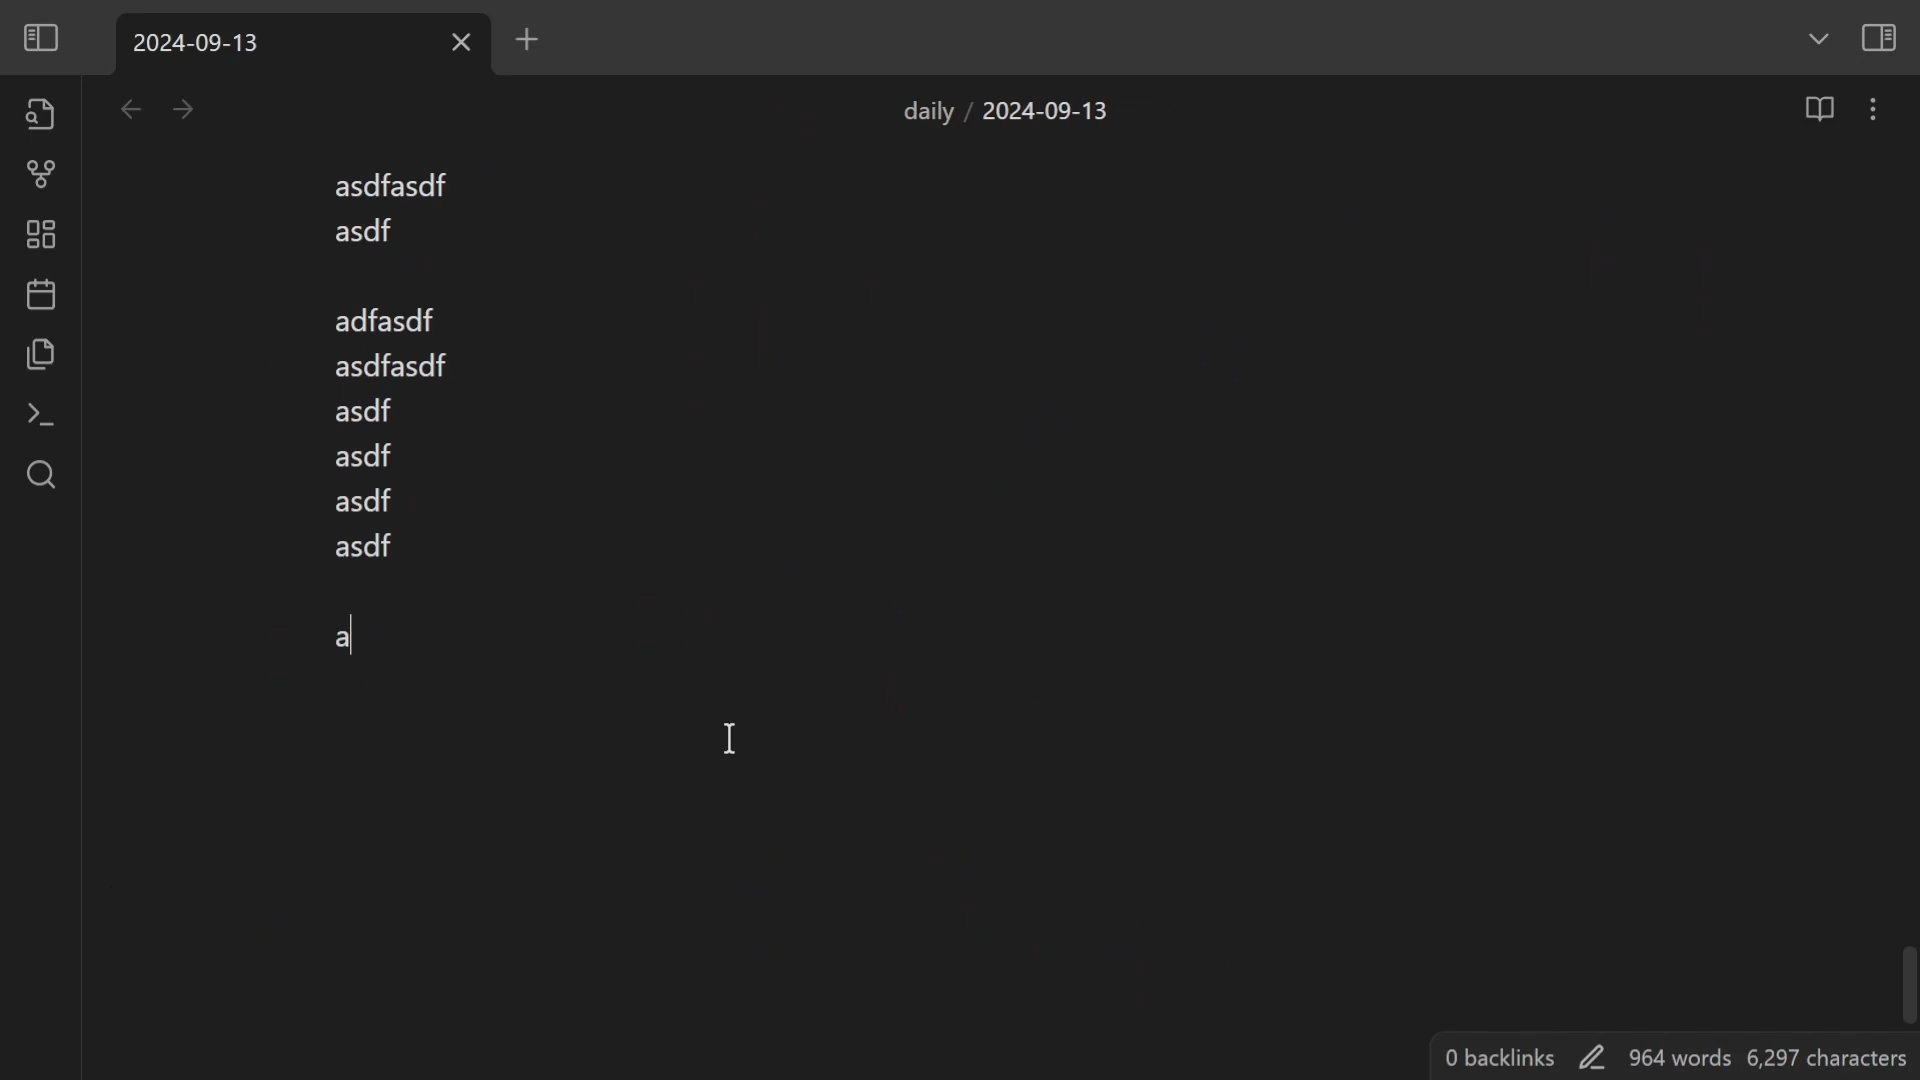 2024-09-13
daily / 2024-09-13
asdfasdf
asdf
adfasdf
asdfasdf
asdf
asdf
asdf
asdf
a
0 backlinks 964 words 6,297 characters